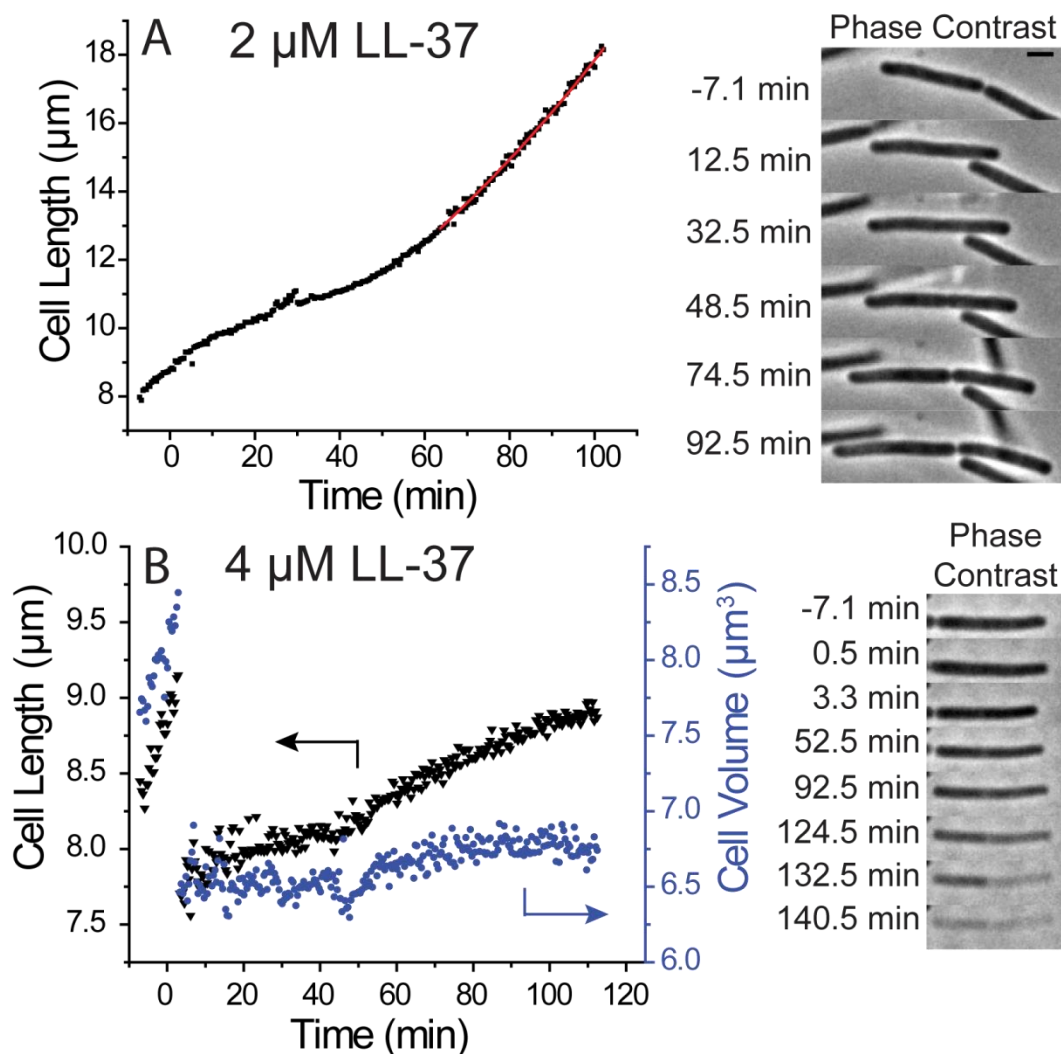 A
2 µM LL-37
Cell Length (µm)
18
16
14
12
10
8
0
20
40
60
80
100
Time (min)
Phase Contrast
-7.1 min
12.5 min
32.5 min
48.5 min
74.5 min
92.5 min
B
4 µM LL-37
Cell Length (µm)
10.0
9.5
9.0
8.5
8.0
7.5
Cell Volume (µm³)
8.5
8.0
7.5
7.0
6.5
6.0
0
20
40
60
80
100
120
Time (min)
Phase
Contrast
-7.1 min
0.5 min
3.3 min
52.5 min
92.5 min
124.5 min
132.5 min
140.5 min